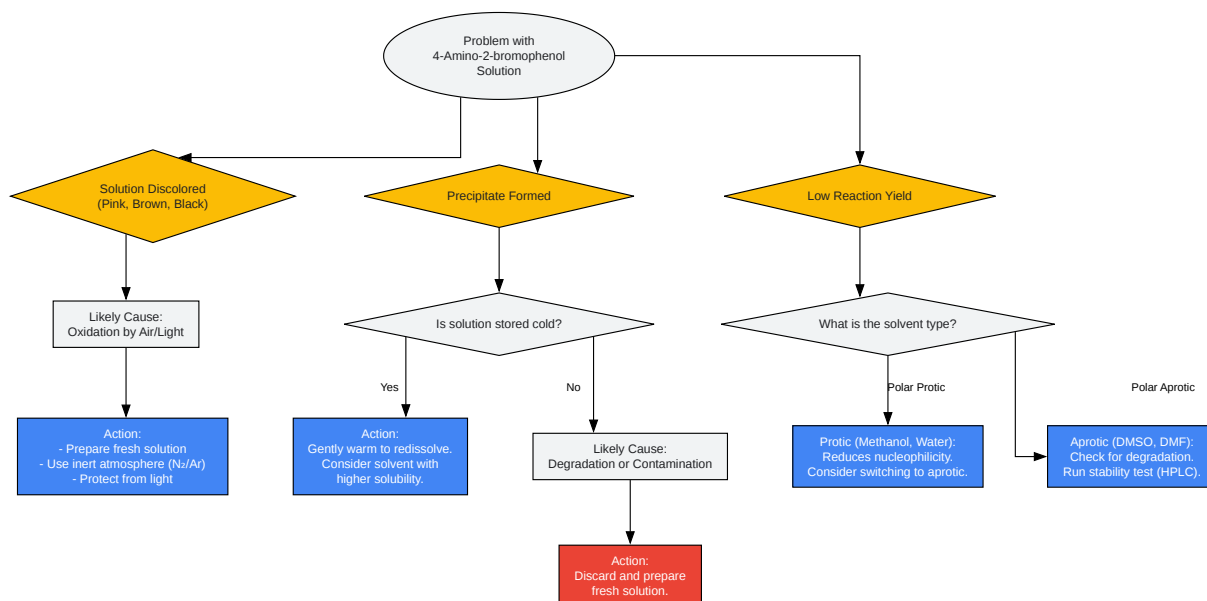 Problem with
4-Amino-2-bromophenol
Solution
Solution Discolored
(Pink, Brown, Black)
Precipitate Formed
Low Reaction Yield
Likely Cause:
Oxidation by Air/Light
Is solution stored cold?
What is the solvent type?
Yes
No
Polar Protic
Polar Aprotic
Action:
- Prepare fresh solution
- Use inert atmosphere (N₂/Ar)
- Protect from light
Action:
Gently warm to redissolve.
Consider solvent with
higher solubility.
Likely Cause:
Degradation or Contamination
Protic (Methanol, Water):
Reduces nucleophilicity.
Consider switching to aprotic.
Aprotic (DMSO, DMF):
Check for degradation.
Run stability test (HPLC).
Action:
Discard and prepare
fresh solution.